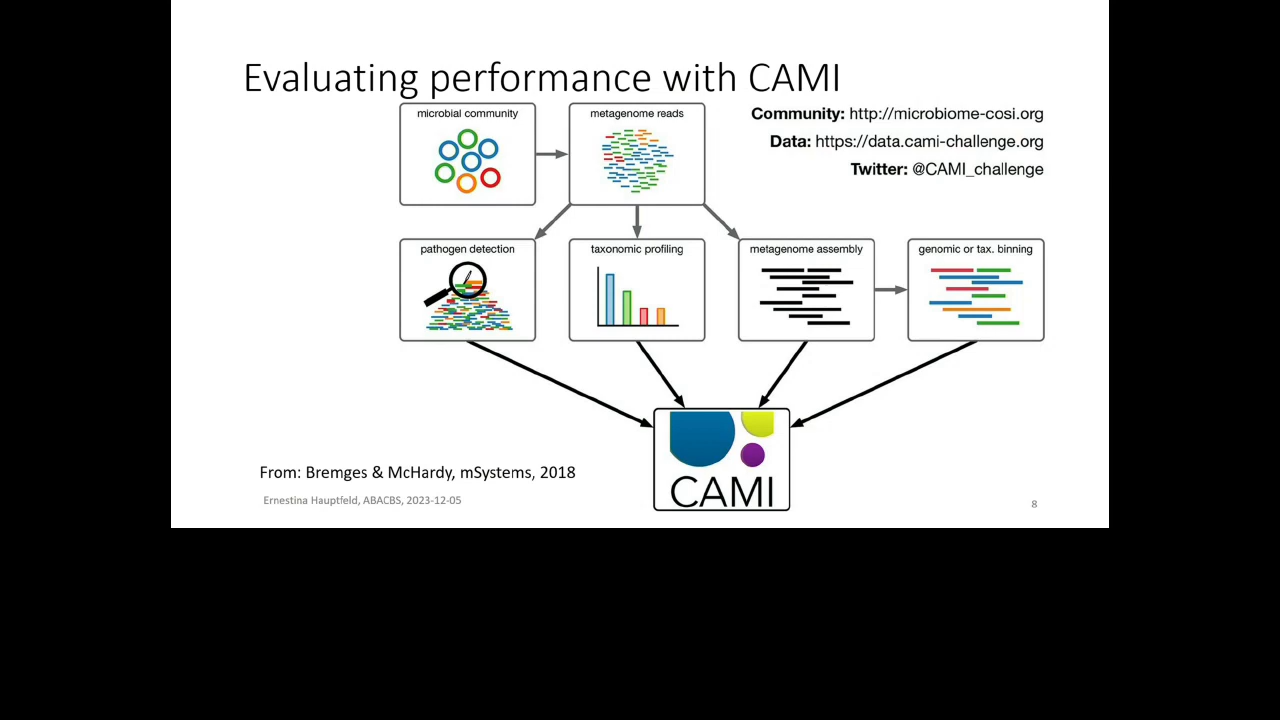 Evaluating performance with CAMI
microbial community
metagenome reads
Community: http://microbiome-cosi.org
Data: https://data.cami-challenge.org
Twitter: @CAMI_challenge
pathogen detection
taxonomic profiling
metagenome assembly
genomic or tax. binning
CAMI
From: Bremges & McHardy, mSystems, 2018
Ernestina Hauptfeld, ABACBS, 2023-12-05
8